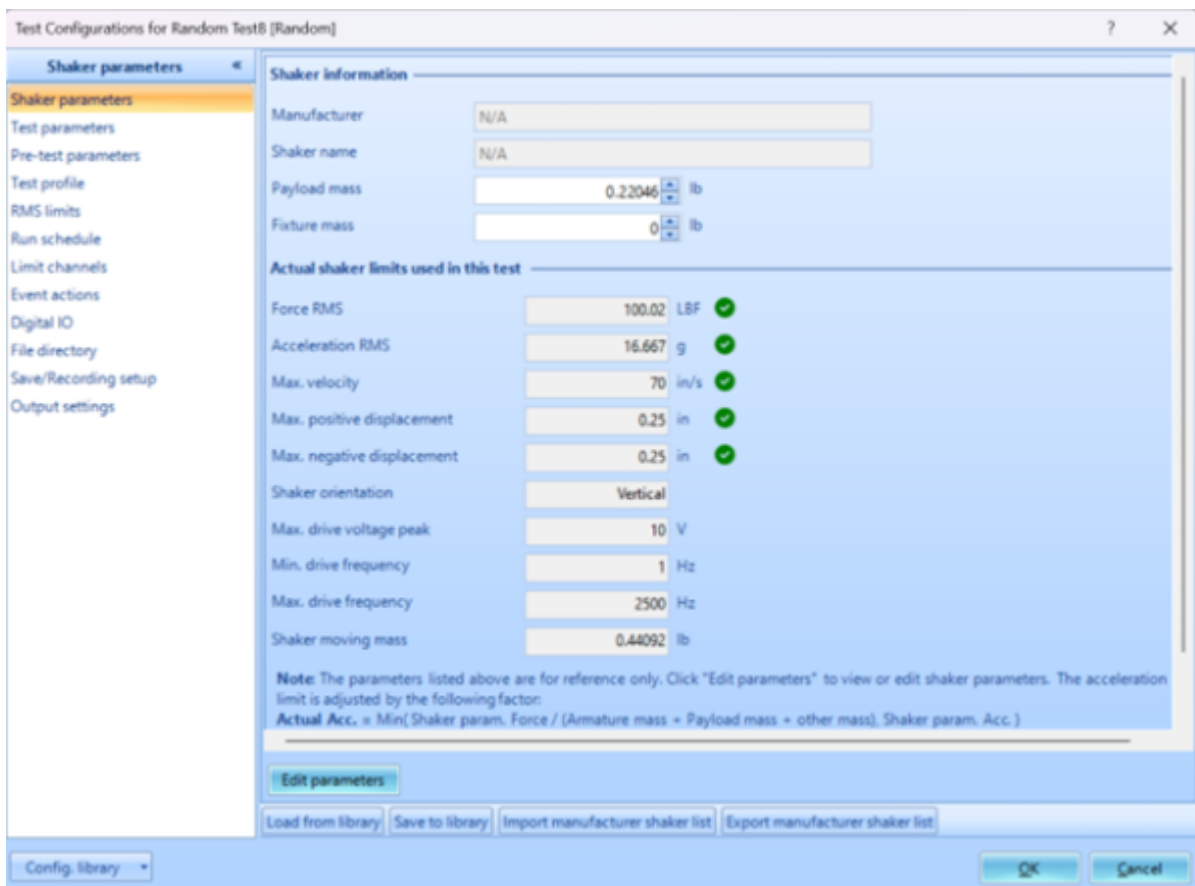 Test Configurations for Random Test8 [Random]
? ×
Shaker parameters «
Shaker parameters
Test parameters
Pre-test parameters
Test profile
RMS limits
Run schedule
Limit channels
Event actions
Digital IO
File directory
Save/Recording setup
Output settings
Shaker information
Manufacturer N/A
Shaker name N/A
Payload mass 0.22046 lb
Fixture mass 0 lb
Actual shaker limits used in this test
Force RMS 100.02 LBF
Acceleration RMS 16.667 g
Max. velocity 70 in/s
Max. positive displacement 0.25 in
Max. negative displacement 0.25 in
Shaker orientation Vertical
Max. drive voltage peak 10 V
Min. drive frequency 1 Hz
Max. drive frequency 2500 Hz
Shaker moving mass 0.44092 lb
Note: The parameters listed above are for reference only. Click "Edit parameters" to view or edit shaker parameters. The acceleration
limit is adjusted by the following factor:
Actual Acc. = Min( Shaker param. Force / (Armature mass + Payload mass + other mass), Shaker param. Acc. )
Edit parameters
Load from library Save to library Import manufacturer shaker list Export manufacturer shaker list
Config. library OK Cancel